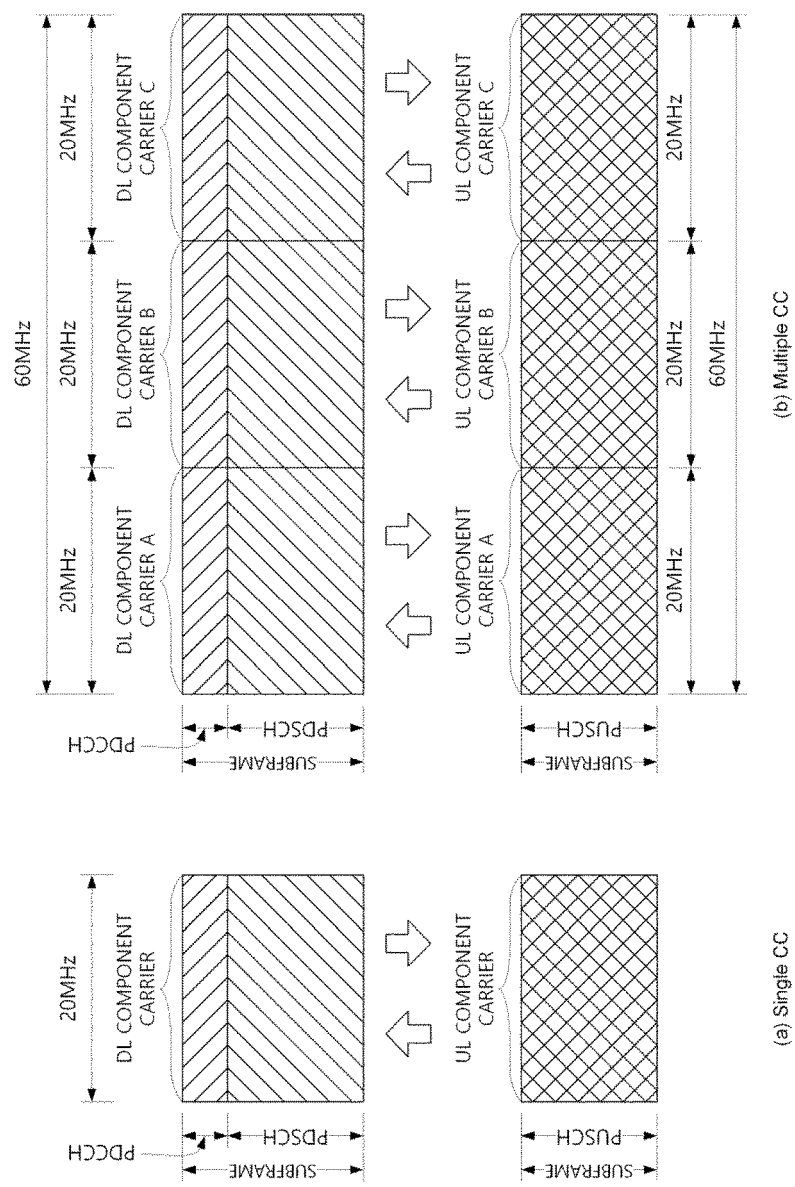 20MHz
DL COMPONENT
CARRIER
PDCCH
PDSCH
SUBFRAME
UL COMPONENT
CARRIER
PUSCH
SUBFRAME
(a) Single CC
60MHz
20MHz
20MHz
20MHz
DL COMPONENT
CARRIER A
DL COMPONENT
CARRIER B
DL COMPONENT
CARRIER C
PDCCH
PDSCH
SUBFRAME
UL COMPONENT
CARRIER A
UL COMPONENT
CARRIER B
UL COMPONENT
CARRIER C
PUSCH
SUBFRAME
20MHz
20MHz
20MHz
60MHz
(b) Multiple CC